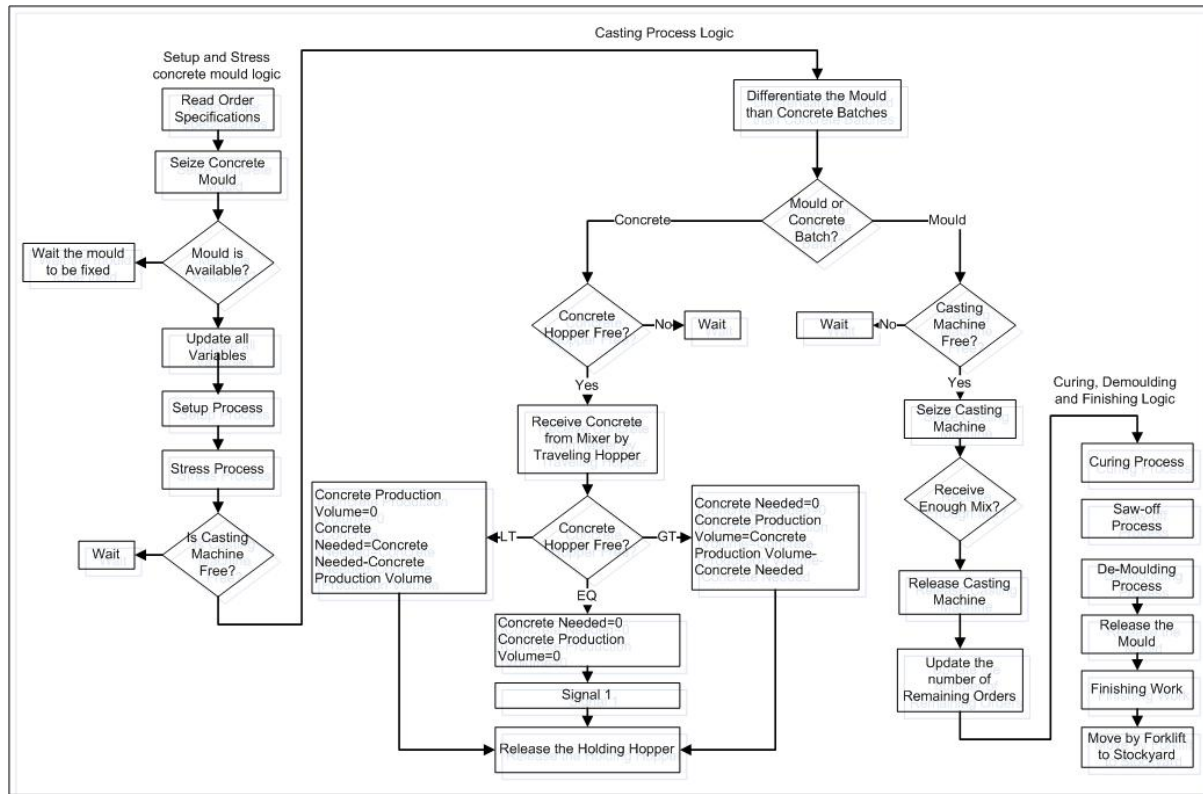 Casting Process Logic
Setup and Stress
concrete mould logic
Read Order
Specifications
Seize Concrete
Mould
Mould is
Available?
Wait the mould
to be fixed
Update all
Variables
Setup Process
Stress Process
Is Casting
Machine
Free?
Wait
Differentiate the Mould
than Concrete Batches
Mould or
Concrete
Batch?
Concrete
Mould
Concrete
Hopper Free?
No
Wait
Yes
Receive Concrete
from Mixer by
Traveling Hopper
Concrete
Hopper Free?
LT
GT
EQ
Concrete Production
Volume=0
Concrete
Needed=Concrete
Needed-Concrete
Production Volume
Concrete Needed=0
Concrete Production
Volume=Concrete
Production Volume-
Concrete Needed
Concrete Needed=0
Concrete Production
Volume=0
Signal 1
Release the Holding Hopper
Casting
Machine
Free?
No
Wait
Yes
Seize Casting
Machine
Receive
Enough Mix?
Release Casting
Machine
Update the
number of
Remaining Orders
Curing, Demoulding
and Finishing Logic
Curing Process
Saw-off
Process
De-Moulding
Process
Release the
Mould
Finishing Work
Move by Forklift
to Stockyard